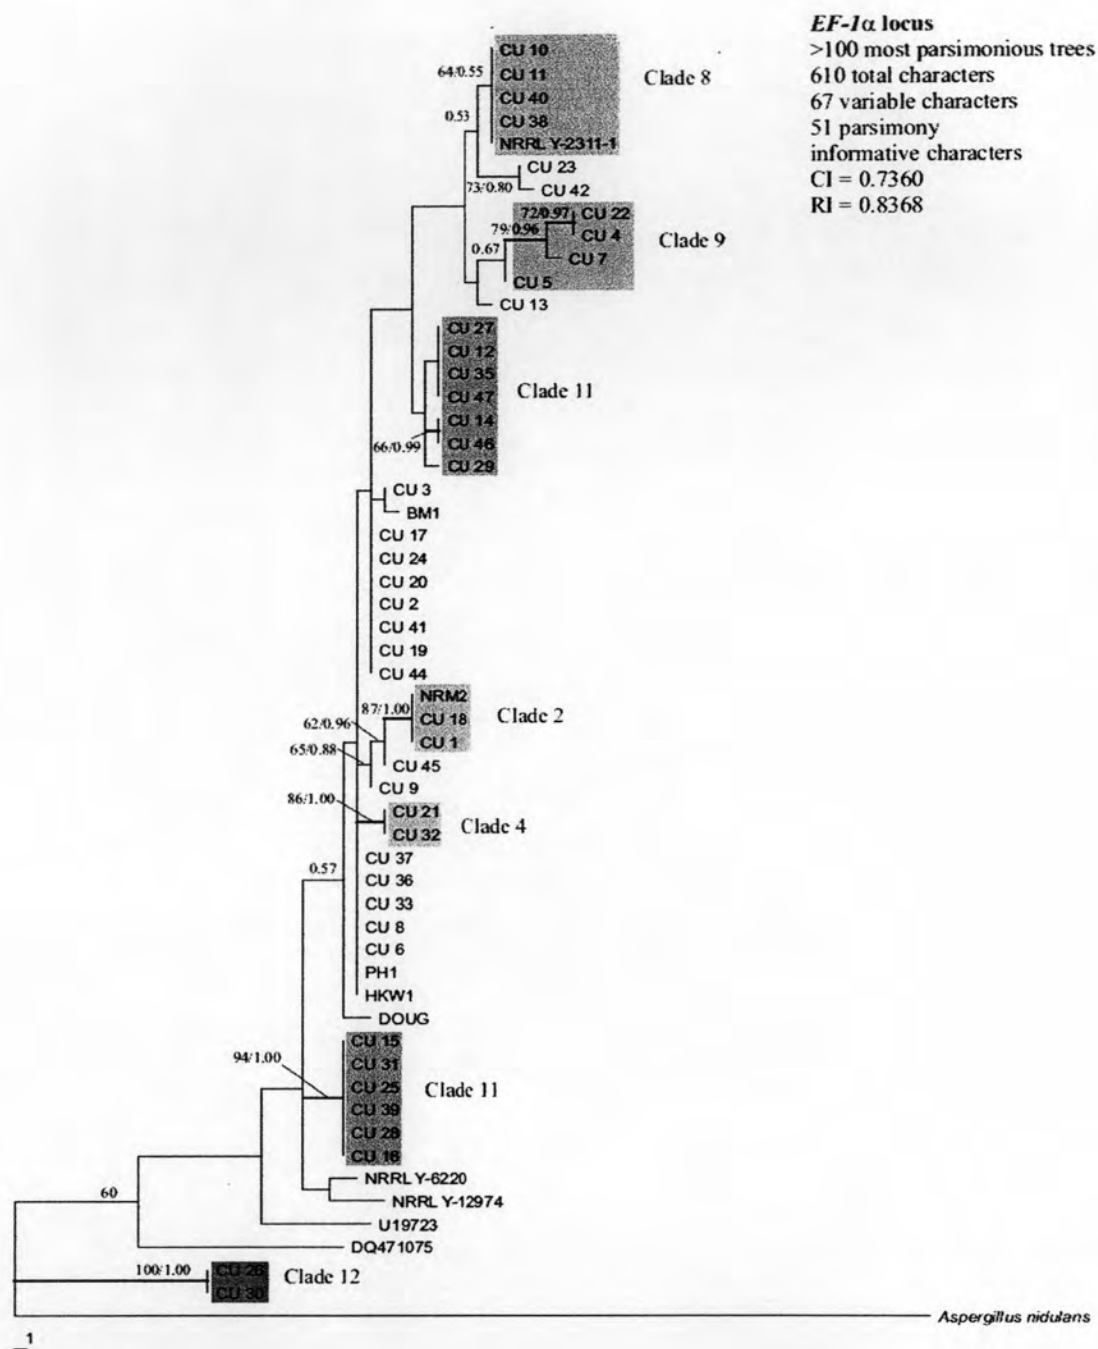 EF-1α locus
>100 most parsimonious trees
610 total characters
67 variable characters
51 parsimony
informative characters
CI = 0.7360
RI = 0.8368
CU 10
64/0.55
CU 11
Clade 8
CU 40
0.53
CU 38
NRRL Y-2311-1
CU 23
73/0.80
CU 42
72/0.97
CU 22
79/0.96
CU 4
Clade 9
0.67
CU 7
CU 5
CU 13
CU 27
CU 12
CU 35
CU 47
Clade 11
CU 14
66/0.99
CU 46
CU 29
CU 3
BM1
CU 17
CU 24
CU 20
CU 2
CU 41
CU 19
CU 44
NRM2
87/1.00
CU 18
Clade 2
62/0.96
CU 1
65/0.88
CU 45
CU 9
86/1.00
CU 21
CU 32
Clade 4
CU 37
0.57
CU 36
CU 33
CU 8
CU 6
PH1
HKW1
DOUG
CU 15
94/1.00
CU 31
CU 25
Clade 11
CU 39
CU 28
CU 16
NRRL Y-6220
60
NRRL Y-12974
U19723
DQ471075
100/1.00
CU 26
Clade 12
CU 30
Aspergillus nidulans
1